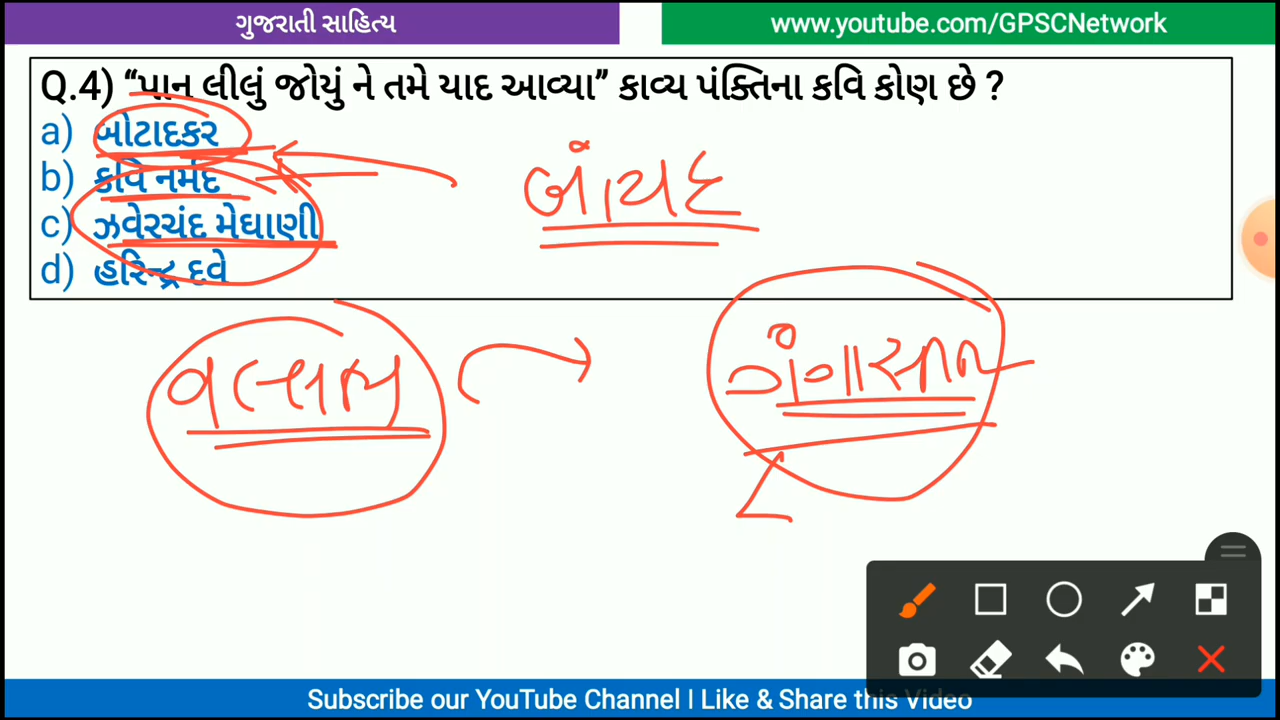 ગુજરાતી સાહિત્ય
www.youtube.com/GPSCNetwork
Q.4) “પાન લીલું જોયું ને તમે યાદ આવ્યા” કાવ્ય પંક્તિના કવિ કોણ છે ?
a) બોટાદકર
b) કવિ નર્મદ
c) ઝવેરચંદ મેઘાણી
d) હરિન્દ્ર દવે
Subscribe our YouTube Channel l Like & Share this Video